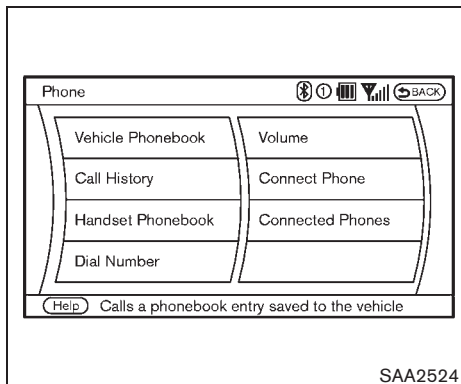 Phone 1 BACK
Vehicle Phonebook
Call History
Handset Phonebook
Dial Number
Volume
Connect Phone
Connected Phones
Help Calls a phonebook entry saved to the vehicle
SAA2524